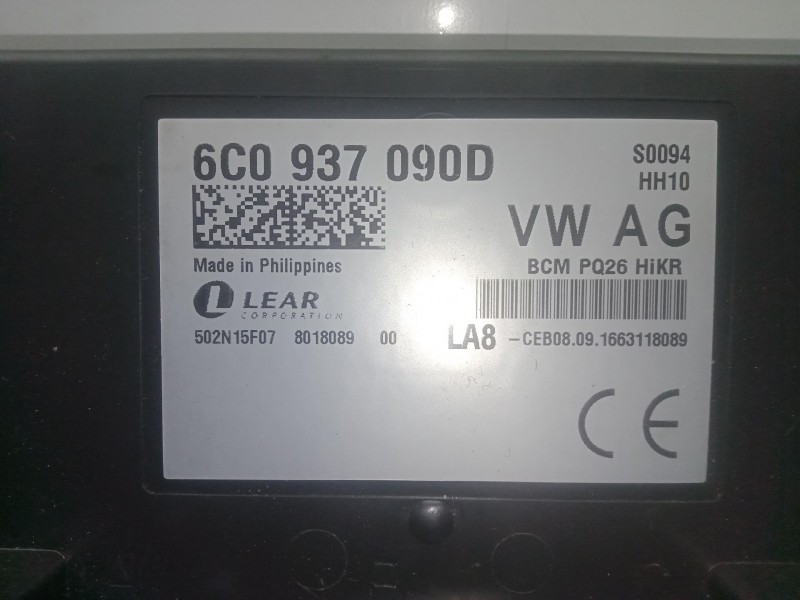 6C0 937 090D
S0094
HH10
VW AG
Made in Philippines
BCM PQ26 HiKR
LEAR
CORPORATION
502N15F07 8018089 00
LA8 -CEB08.09.1663118089
CE